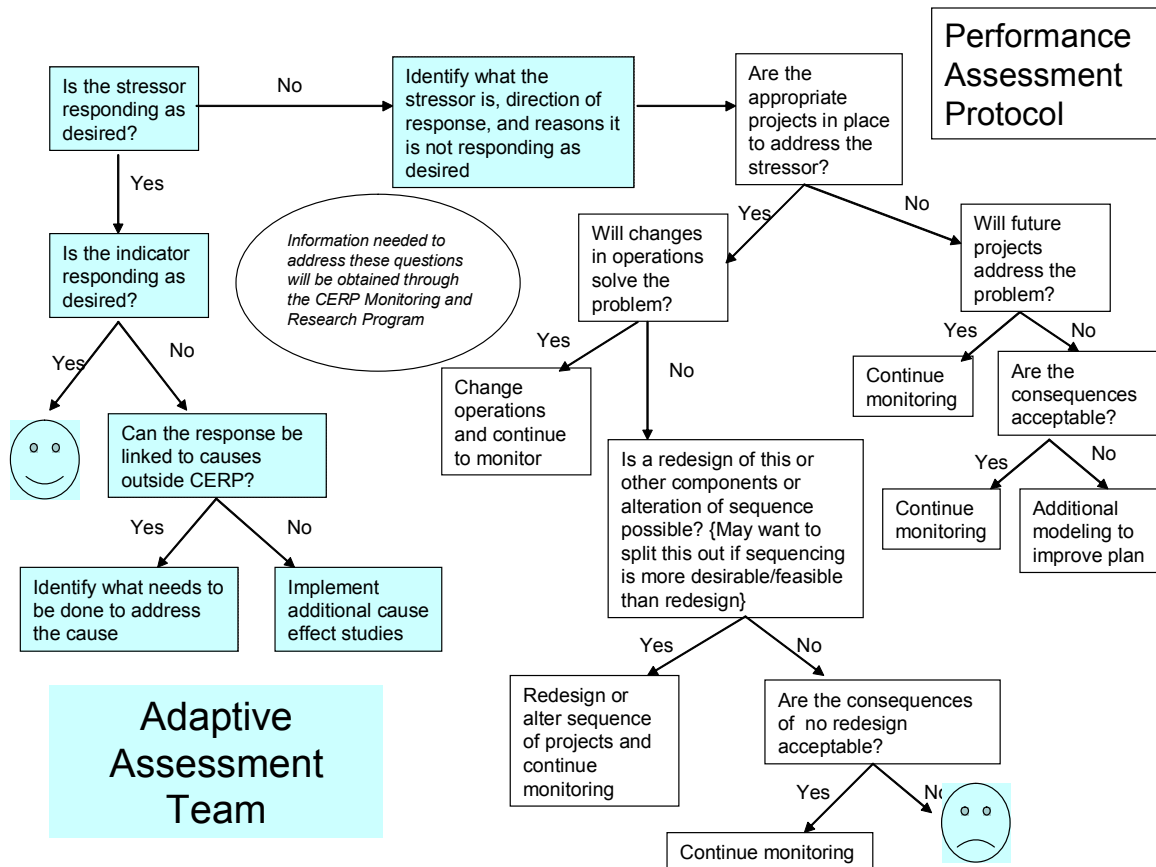 Performance
Assessment
Protocol
Is the stressor
responding as
desired?
No
Identify what the
stressor is, direction of
response, and reasons it
is not responding as
desired
Are the
appropriate
projects in place
to address the
stressor?
Yes
Is the indicator
responding as
desired?
Information needed to
address these questions
will be obtained through
the CERP Monitoring and
Research Program
Yes
No
Will changes
in operations
solve the
problem?
Will future
projects
address the
problem?
Yes
No
Can the response be
linked to causes
outside CERP?
Yes
No
Identify what needs to
be done to address
the cause
Implement
additional cause
effect studies
Yes
No
Change
operations
and continue
to monitor
Yes
No
Continue
monitoring
Are the
consequences
acceptable?
Yes
No
Continue
monitoring
Additional
modeling to
improve plan
Is a redesign of this or
other components or
alteration of sequence
possible? {May want to
split this out if sequencing
is more desirable/feasible
than redesign}
Yes
No
Redesign or
alter sequence
of projects and
continue
monitoring
Are the consequences
of no redesign
acceptable?
Yes
No
Continue monitoring
Adaptive
Assessment
Team